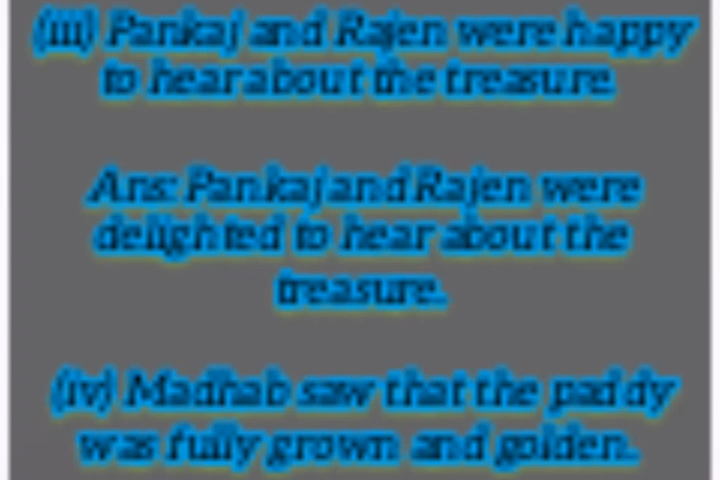 (iii) Pankaj and Rajen were happy
to hear about the treasure.
Ans: Pankaj and Rajen were
delighted to hear about the
treasure.
(iv) Madhab saw that the paddy
was fully grown and golden.